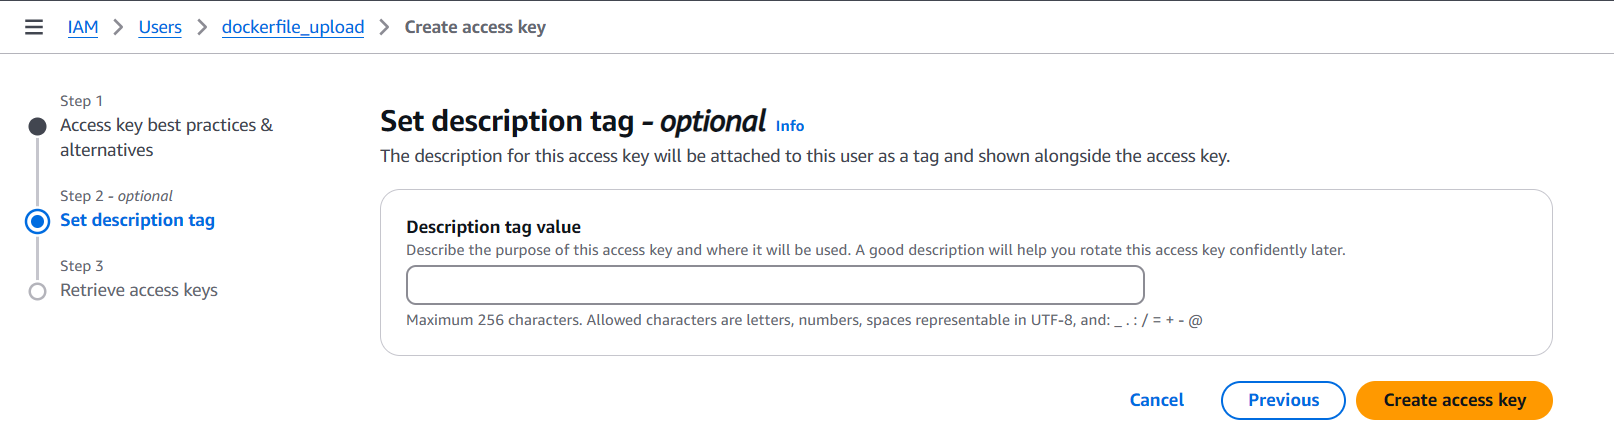 IAM > Users > dockerfile_upload > Create access key
Step 1
Access key best practices &
alternatives
Step 2 - optional
Set description tag
Step 3
Retrieve access keys
Set description tag - optional Info
The description for this access key will be attached to this user as a tag and shown alongside the access key.
Description tag value
Describe the purpose of this access key and where it will be used. A good description will help you rotate this access key confidently later.
Maximum 256 characters. Allowed characters are letters, numbers, spaces representable in UTF-8, and: _ . : / = + - @
Cancel Previous Create access key